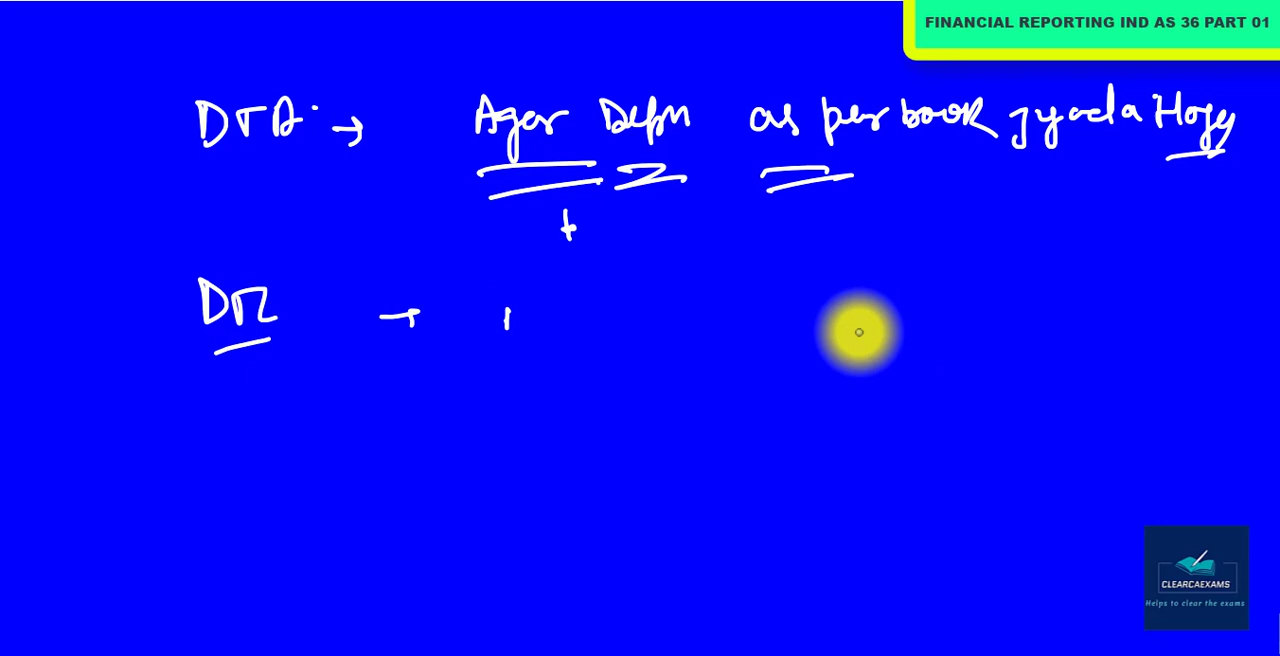 FINANCIAL REPORTING IND AS 36 PART 01
DTA → Agar Depn as per book jyada Hoga
DTL →
CLEARCAEXAMS
Helps to clear the exams